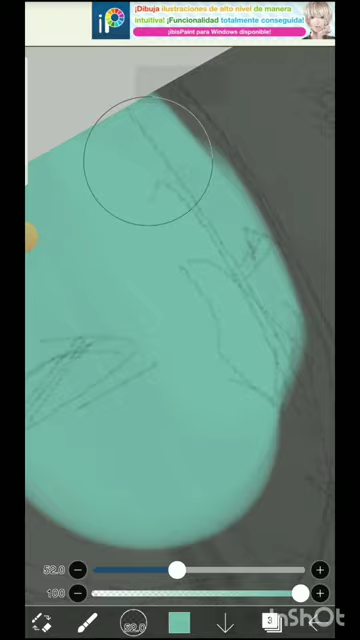 ¡Dibuja ilustraciones de alto nivel de manera
intuitiva! ¡Funcionalidad totalmente conseguida!
¡ibisPaint para Windows disponible!
52.0
100
52.0
3
InShOt